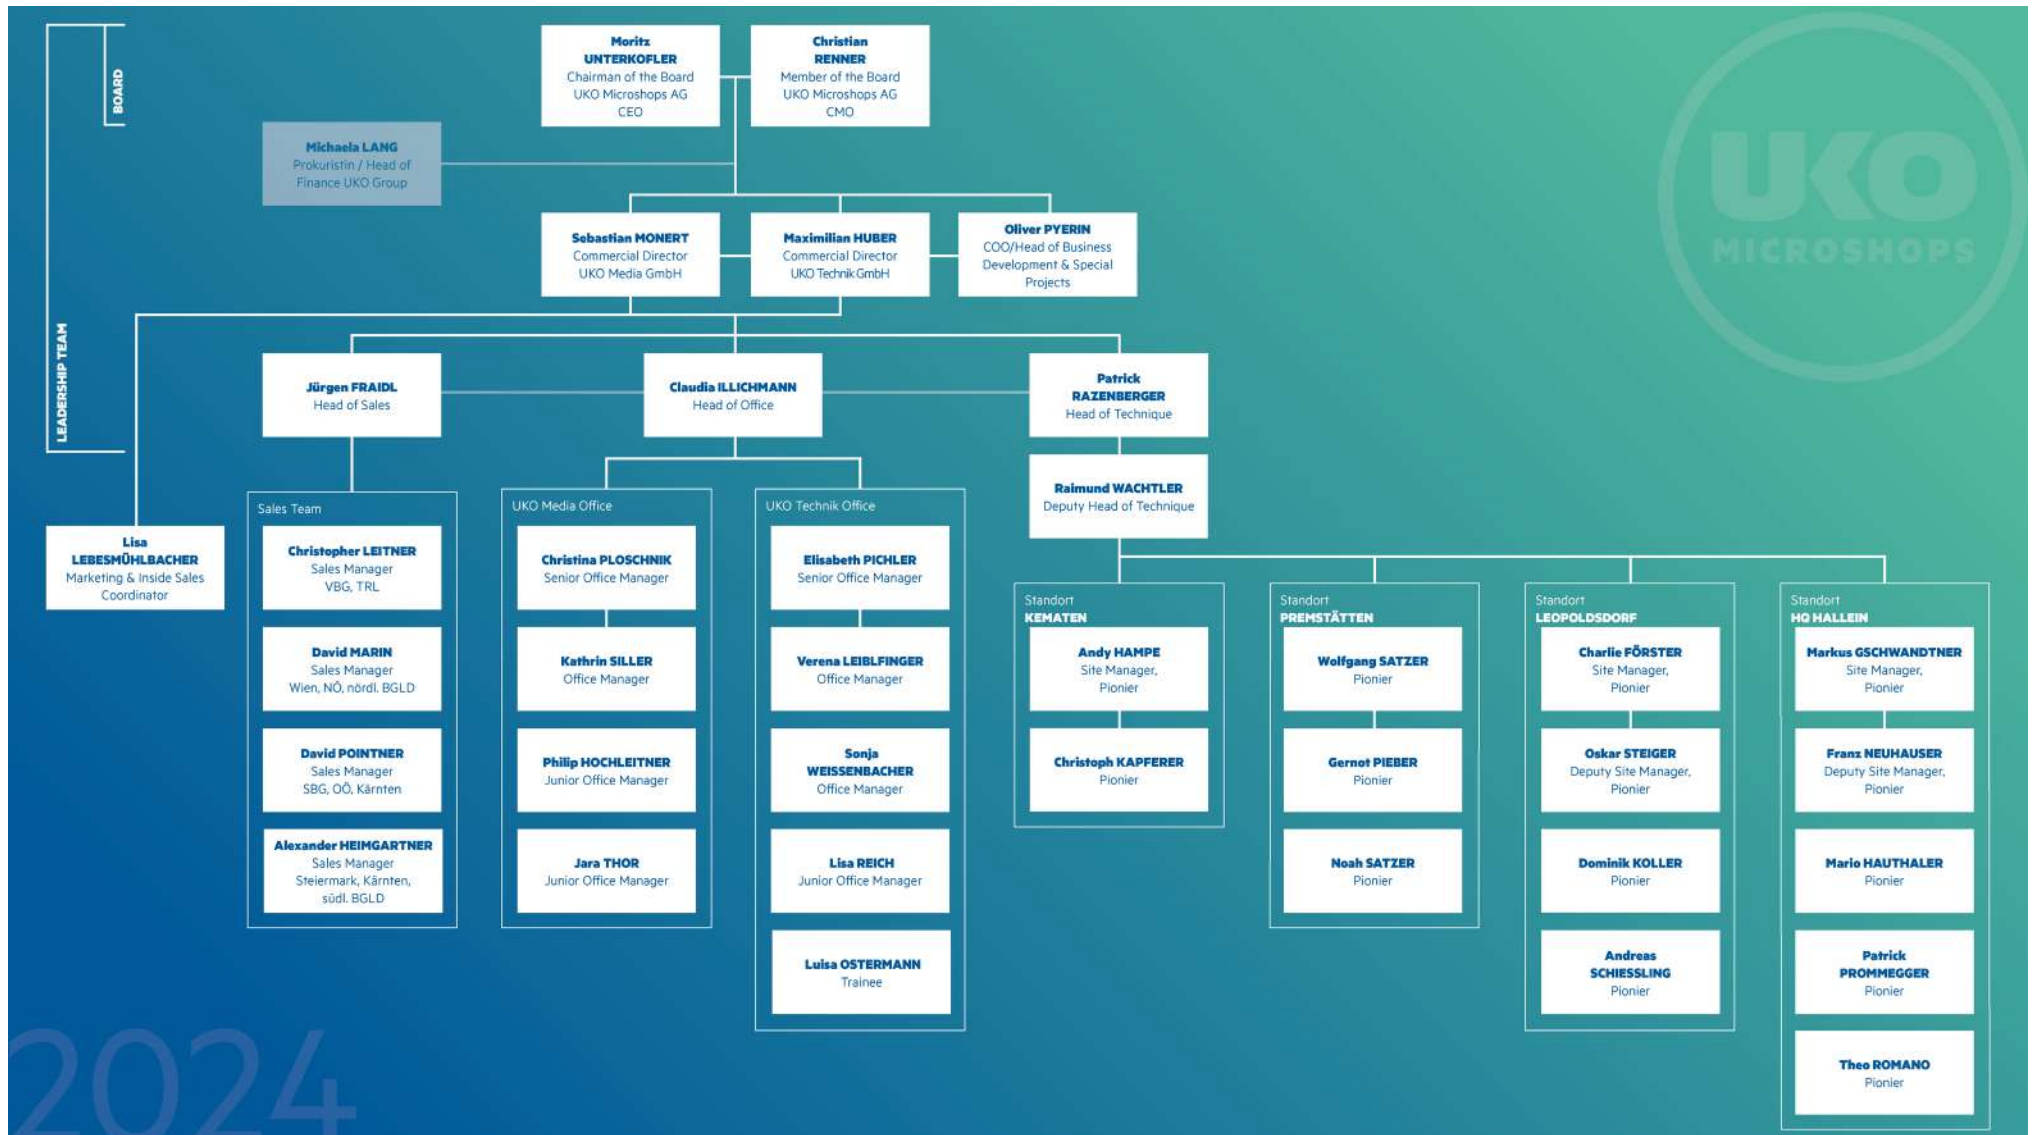 BOARD
LEADERSHIP TEAM
Moritz
UNTERKOFLER
Chairman of the Board
UKO Microshops AG
CEO
Christian
RENNER
Member of the Board
UKO Microshops AG
CMO
Michaela LANG
Prokuristin / Head of
Finance UKO Group
UKO
MICROSHOPS
Sebastian MONERT
Commercial Director
UKO Media GmbH
Maximilian HUBER
Commercial Director
UKO Technik GmbH
Oliver PYERIN
COO/Head of Business
Development & Special
Projects
Jürgen FRAIDL
Head of Sales
Claudia ILLICHMANN
Head of Office
Patrick
RAZENBERGER
Head of Technique
Raimund WACHTLER
Deputy Head of Technique
Lisa
LEBESMÜHLBACHER
Marketing & Inside Sales
Coordinator
Sales Team
Christopher LEITNER
Sales Manager
VBG, TRL
David MARIN
Sales Manager
Wien, NÖ, nördl. BGLD
David POINTNER
Sales Manager
SBG, OÖ, Kärnten
Alexander HEIMGARTNER
Sales Manager
Steiermark, Kärnten,
südl. BGLD
UKO Media Office
Christina PLOSCHNIK
Senior Office Manager
Kathrin SILLER
Office Manager
Philip HOCHLEITNER
Junior Office Manager
Jara THOR
Junior Office Manager
UKO Technik Office
Elisabeth PICHLER
Senior Office Manager
Verena LEIBLFINGER
Office Manager
Sonja
WEISSENBACHER
Office Manager
Lisa REICH
Junior Office Manager
Luisa OSTERMANN
Trainee
Standort
KEMATEN
Andy HAMPE
Site Manager,
Pionier
Christoph KAPFERER
Pionier
Standort
PREMSTÄTTEN
Wolfgang SATZER
Pionier
Gernot PIEBER
Pionier
Noah SATZER
Pionier
Standort
LEOPOLDSDORF
Charlie FÖRSTER
Site Manager,
Pionier
Oskar STEIGER
Deputy Site Manager,
Pionier
Dominik KOLLER
Pionier
Andreas
SCHIESSLING
Pionier
Standort
HQ HALLEIN
Markus GSCHWANDTNER
Site Manager,
Pionier
Franz NEUHAUSER
Deputy Site Manager,
Pionier
Mario HAUTHALER
Pionier
Patrick
PROMMEGGER
Pionier
Theo ROMANO
Pionier
2024